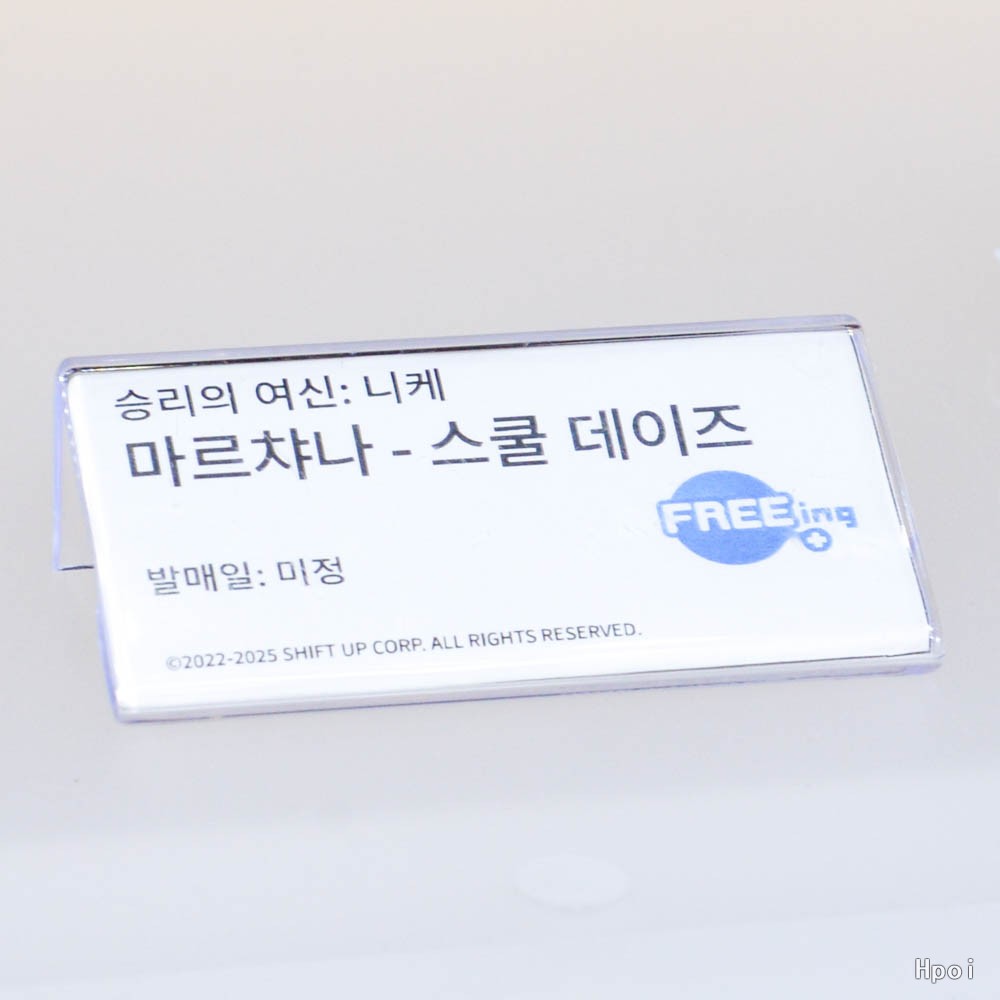 승리의 여신: 니케
마르챠나 - 스쿨 데이즈
FREEing
발매일: 미정
©2022-2025 SHIFT UP CORP. ALL RIGHTS RESERVED.
Hpoi